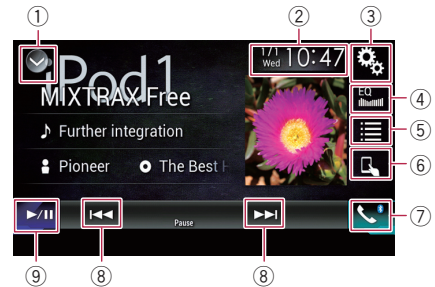 ① ② ③
1/1 Wed 10:47
iPod1
MIXTRAX Free
EQ
④
Further integration
⑤
Pioneer The Best H
⑥
Pause
⑦
⑨ ⑧ ⑧